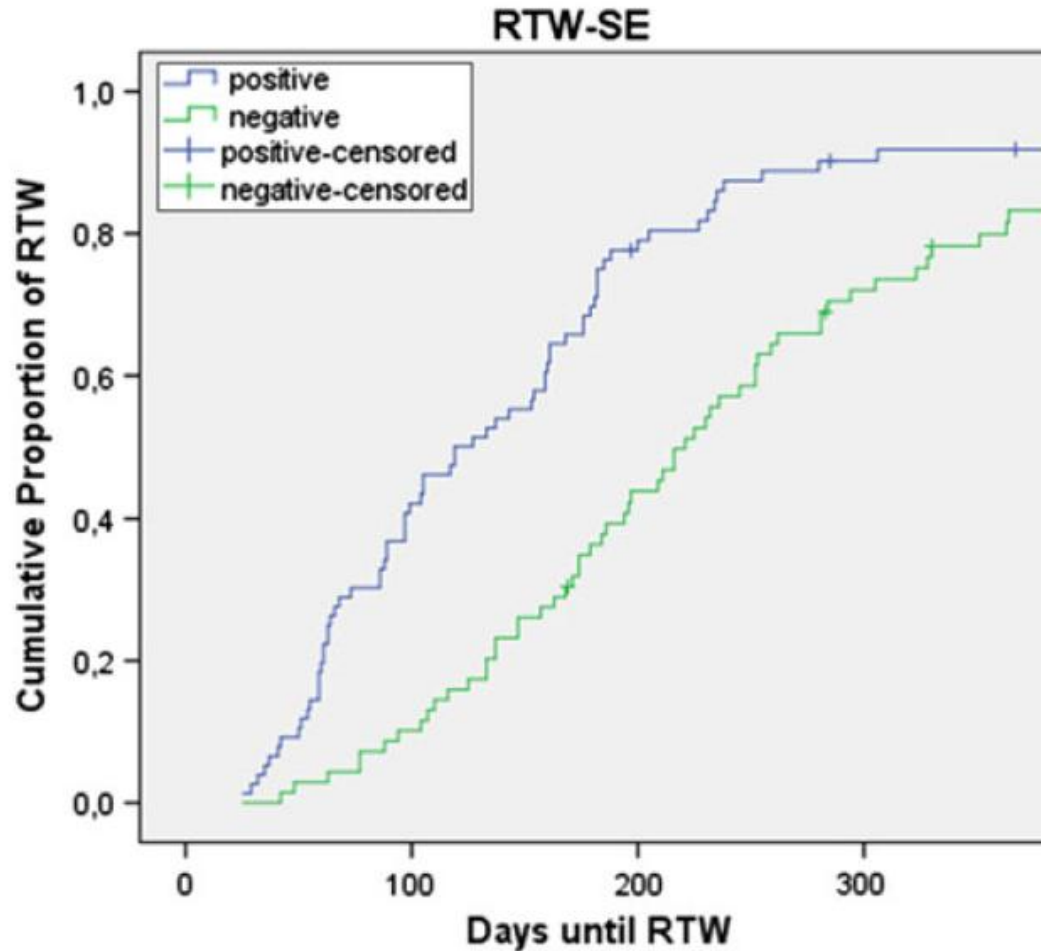 RTW-SE
positive
negative
positive-censored
negative-censored
Cumulative Proportion of RTW
1,0
0,8
0,6
0,4
0,2
0,0
0 100 200 300
Days until RTW